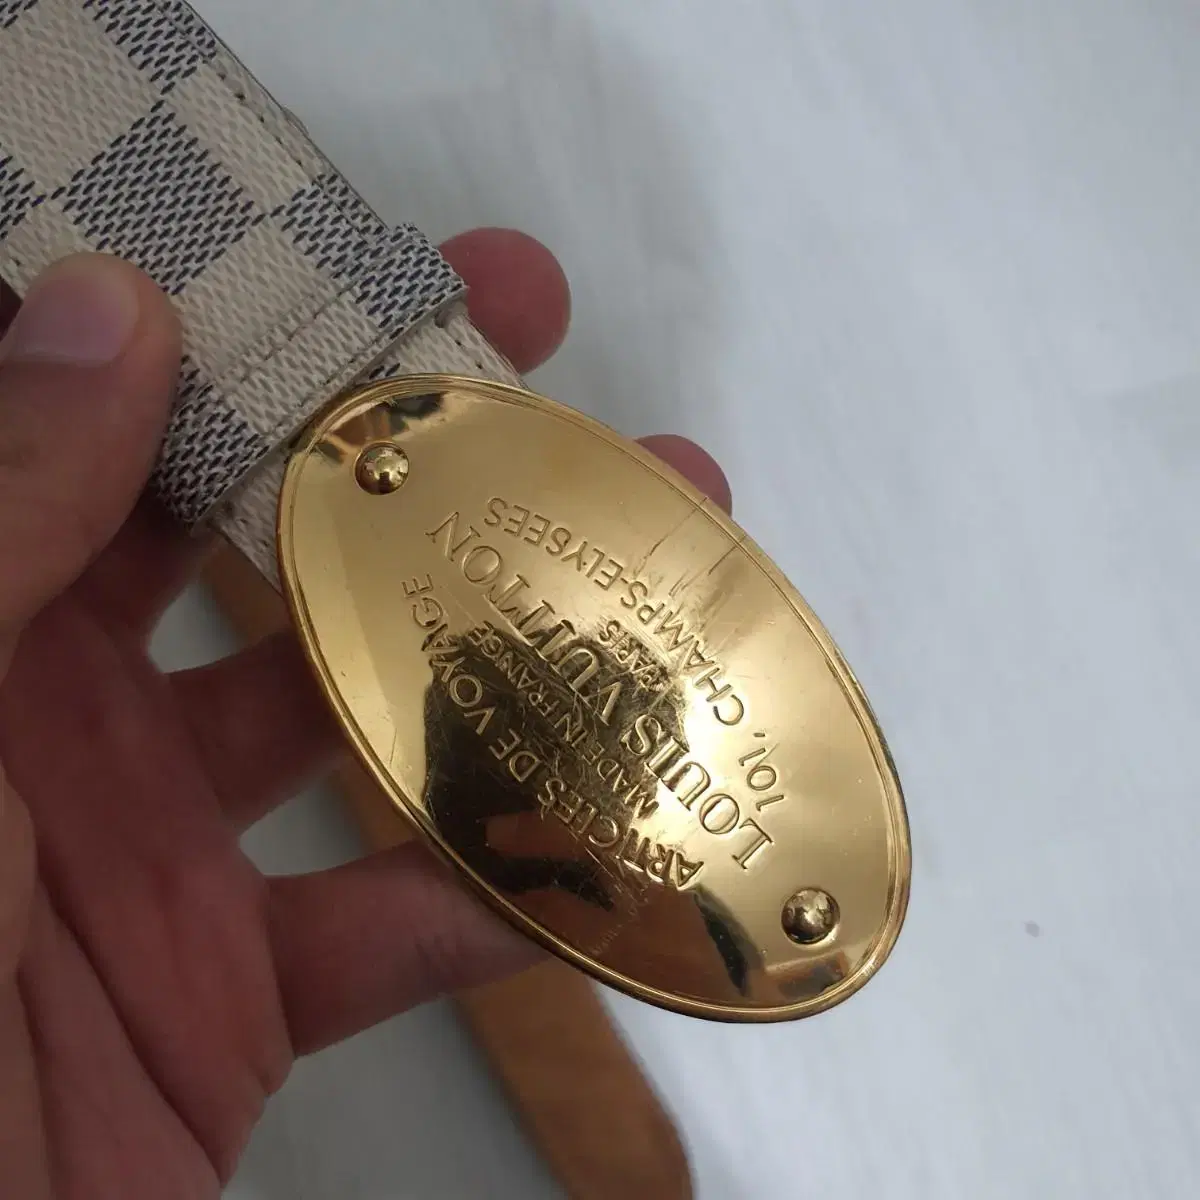 ARTICLES DE VOYAGE
MADE IN FRANCE
LOUIS VUITTON
PARIS
101, CHAMPS-ELYSEES